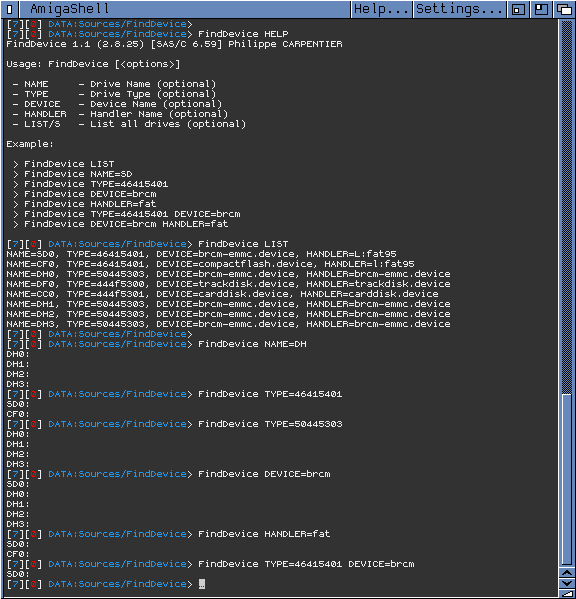 AmigaShell Help... Settings...
[7][0] DATA:Sources/FindDevice>
[7][0] DATA:Sources/FindDevice> FindDevice HELP
FindDevice 1.1 (2.8.25) [SAS/C 6.59] Philippe CARPENTIER
Usage: FindDevice [<options>]
- NAME - Drive Name (optional)
- TYPE - Drive Type (optional)
- DEVICE - Device Name (optional)
- HANDLER - Handler Name (optional)
- LIST/S - List all drives (optional)
Example:
> FindDevice LIST
> FindDevice NAME=SD
> FindDevice TYPE=46415401
> FindDevice DEVICE=brcm
> FindDevice HANDLER=fat
> FindDevice TYPE=46415401 DEVICE=brcm
> FindDevice DEVICE=brcm HANDLER=fat
[7][0] DATA:Sources/FindDevice> FindDevice LIST
NAME=SD0, TYPE=46415401, DEVICE=brcm-emmc.device, HANDLER=L:fat95
NAME=CF0, TYPE=46415401, DEVICE=compactflash.device, HANDLER=l:fat95
NAME=DH0, TYPE=50445303, DEVICE=brcm-emmc.device, HANDLER=brcm-emmc.device
NAME=DF0, TYPE=444f5300, DEVICE=trackdisk.device, HANDLER=trackdisk.device
NAME=CC0, TYPE=444f5301, DEVICE=carddisk.device, HANDLER=carddisk.device
NAME=DH1, TYPE=50445303, DEVICE=brcm-emmc.device, HANDLER=brcm-emmc.device
NAME=DH2, TYPE=50445303, DEVICE=brcm-emmc.device, HANDLER=brcm-emmc.device
NAME=DH3, TYPE=50445303, DEVICE=brcm-emmc.device, HANDLER=brcm-emmc.device
[7][0] DATA:Sources/FindDevice>
[7][0] DATA:Sources/FindDevice> FindDevice NAME=DH
DH0:
DH1:
DH2:
DH3:
[7][0] DATA:Sources/FindDevice> FindDevice TYPE=46415401
SD0:
CF0:
[7][0] DATA:Sources/FindDevice> FindDevice TYPE=50445303
DH0:
DH1:
DH2:
DH3:
[7][0] DATA:Sources/FindDevice> FindDevice DEVICE=brcm
SD0:
DH0:
DH1:
DH2:
DH3:
[7][0] DATA:Sources/FindDevice> FindDevice HANDLER=fat
SD0:
CF0:
[7][0] DATA:Sources/FindDevice> FindDevice TYPE=46415401 DEVICE=brcm
SD0:
[7][0] DATA:Sources/FindDevice>